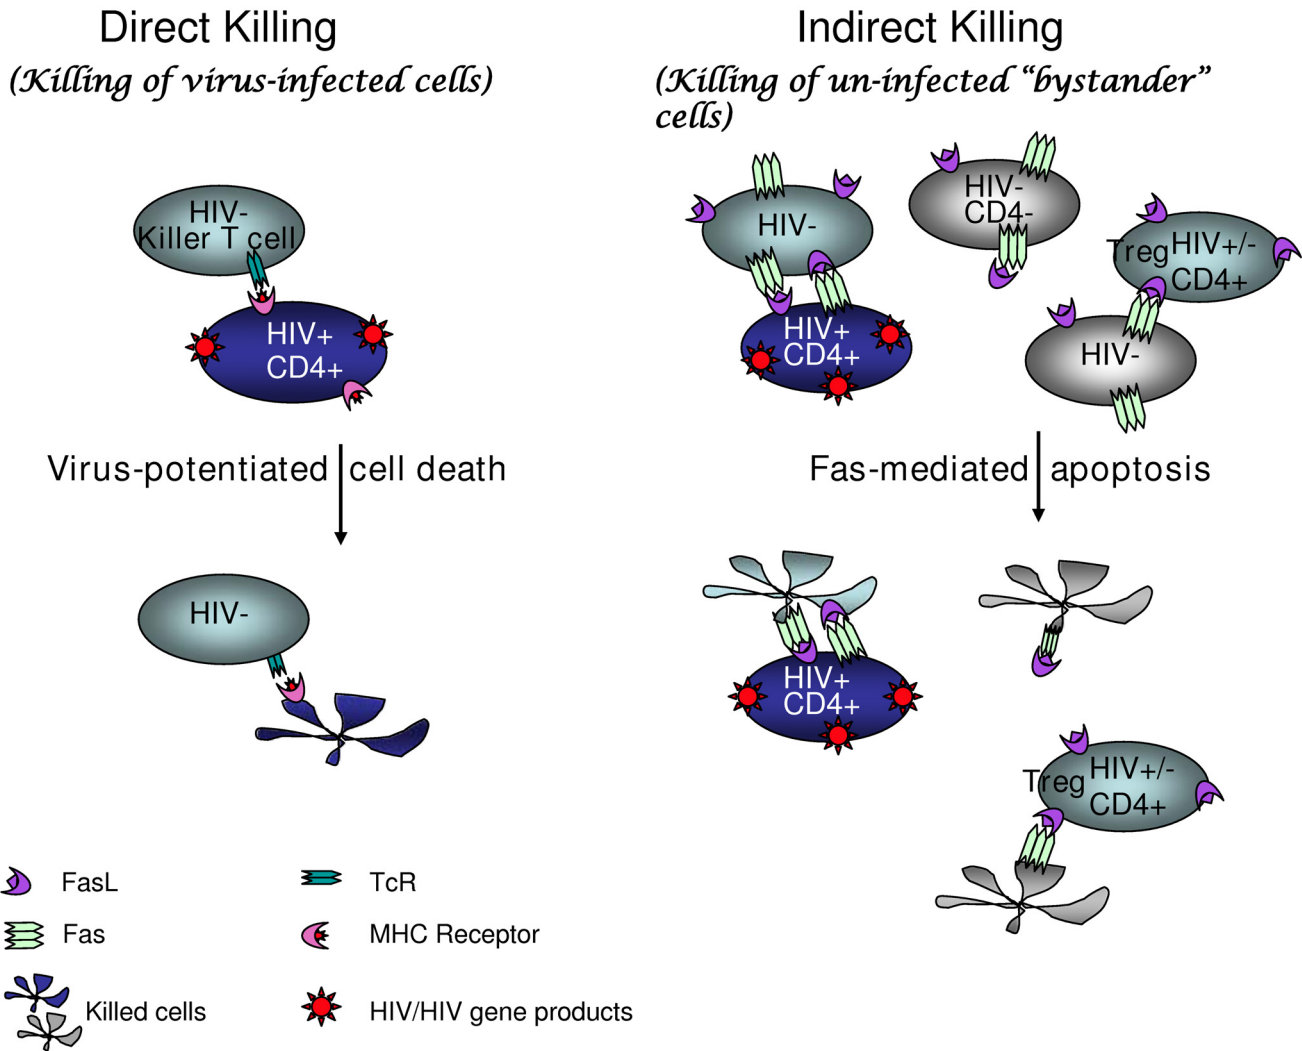 Direct Killing
(Killing of virus-infected cells)
HIV-
Killer T cell
HIV+
CD4+
Virus-potentiated cell death
HIV-
Indirect Killing
(Killing of un-infected “bystander”
cells)
HIV-
HIV-
CD4-
Treg HIV+/-
CD4+
HIV+
CD4+
HIV-
Fas-mediated apoptosis
HIV+
CD4+
Treg HIV+/-
CD4+
FasL
TcR
Fas
MHC Receptor
Killed cells
HIV/HIV gene products